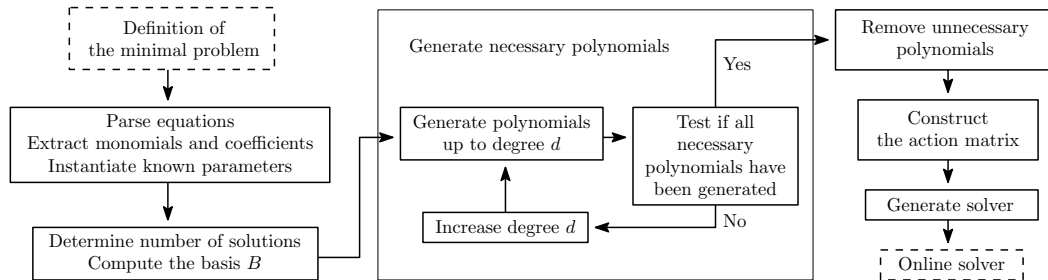 Definition of
the minimal problem
Parse equations
Extract monomials and coefficients
Instantiate known parameters
Determine number of solutions
Compute the basis B
Generate necessary polynomials
Generate polynomials
up to degree d
Test if all
necessary
polynomials have
been generated
Yes
No
Increase degree d
Remove unnecessary
polynomials
Construct
the action matrix
Generate solver
Online solver